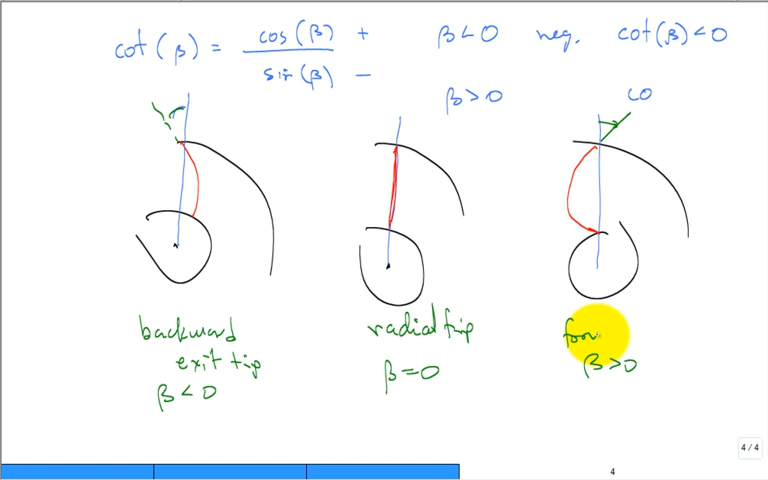 cot(β) = cos(β) + / sin(β) −
β<0 neg. cot(β)<0
β>0 <0
backward
exit tip
β<0
radial tip
β=0
forw
β>0
4/4
4